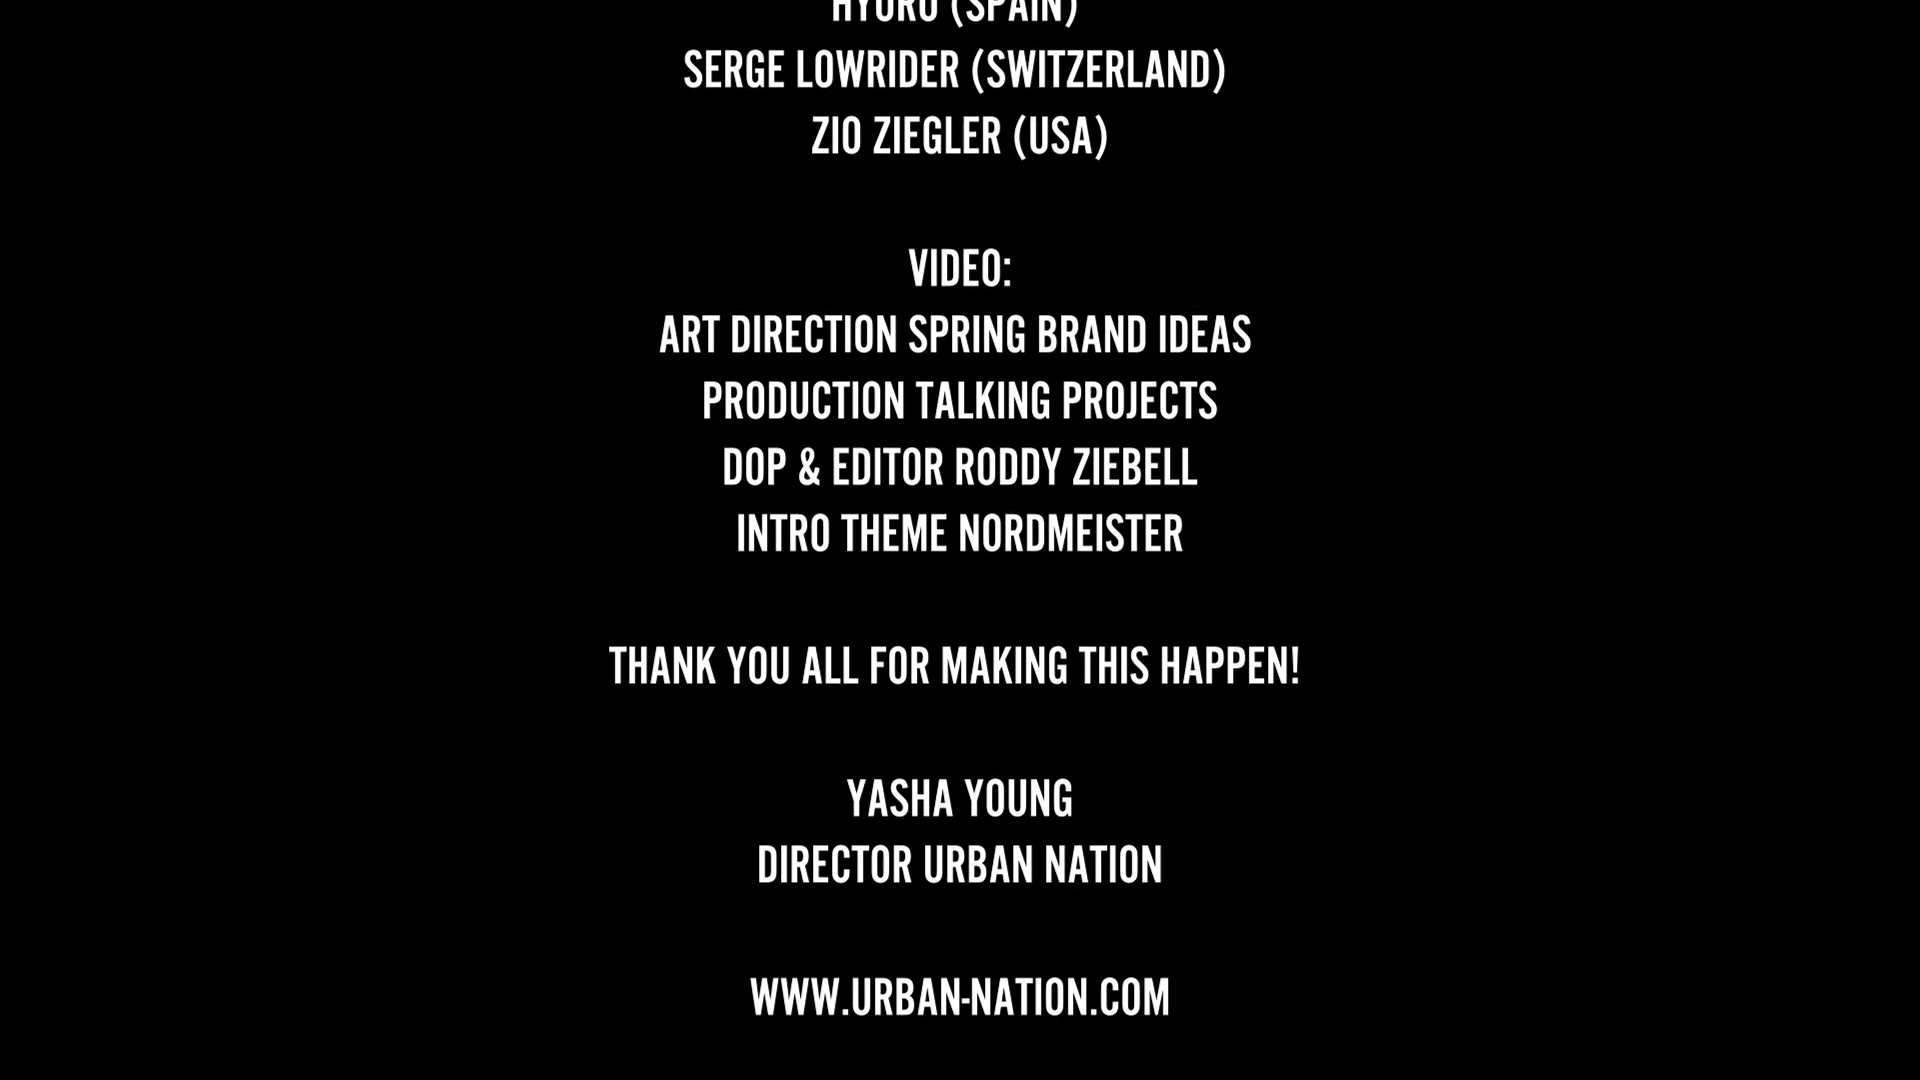 HYURO (SPAIN)
SERGE LOWRIDER (SWITZERLAND)
ZIO ZIEGLER (USA)
VIDEO:
ART DIRECTION SPRING BRAND IDEAS
PRODUCTION TALKING PROJECTS
DOP & EDITOR RODDY ZIEBELL
INTRO THEME NORDMEISTER
THANK YOU ALL FOR MAKING THIS HAPPEN!
YASHA YOUNG
DIRECTOR URBAN NATION
WWW.URBAN-NATION.COM